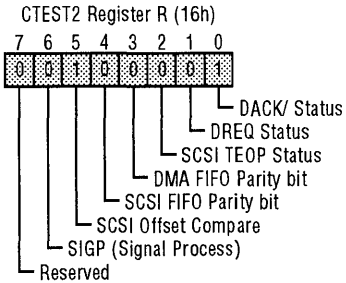 CTEST2 Register R (16h)
7 6 5 4 3 2 1 0
0 0 1 0 0 0 0 1
DACK/ Status
DREQ Status
SCSI TEOP Status
DMA FIFO Parity bit
SCSI FIFO Parity bit
SCSI Offset Compare
SIGP (Signal Process)
Reserved